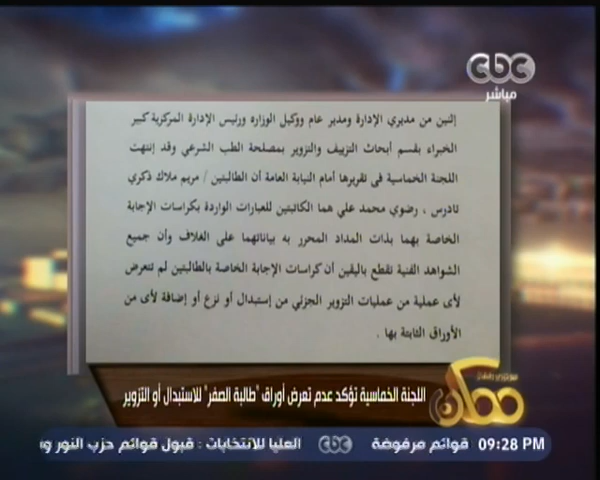 cbc
مباشر
إثنين من مديري الإدارة ومدير عام ووكيل الوزاره ورئيس الإدارة المركزية كبير
الخبراء بقسم أبحاث التزييف والتزوير بمصلحة الطب الشرعي وقد إنتهت
اللجنة الخماسية فى تقريرها أمام النيابة العامة أن الطالبتين / مريم ملاك ذكري
تادرس ، رضوي محمد علي هما الكاتبتين للعبارات الواردة بكراسات الإجابة
الخاصة بهما بذات المداد المحرر به بياناتهما على الغلاف وأن جميع
الشواهد الفنية تقطع باليقين أن كراسات الإجابة الخاصة بالطالبتين لم تتعرض
لأى عملية من عمليات التزوير الجزئي من إستبدال أو نزع أو إضافة لأى من
الأوراق الثابتة بها .
ممكن
اللجنة الخماسية تؤكد عدم تعرض أوراق "طالبة الصفر" للاستبدال أو التزوير
09:28 PM قوائم مرفوضة cbc العليا للانتخابات : قبول قوائم حزب النور و